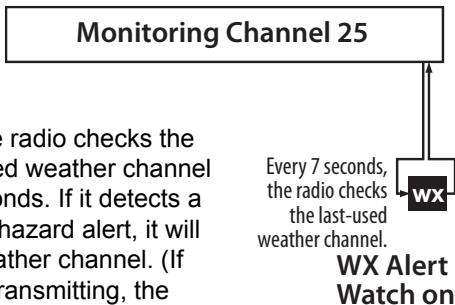 Monitoring Channel 25
radio checks the
ed weather channel
onds. If it detects a
hazard alert, it will
ather channel. (If
ransmitting, the
Every 7 seconds,
the radio checks
the last-used
weather channel.
WX
WX Alert
Watch on